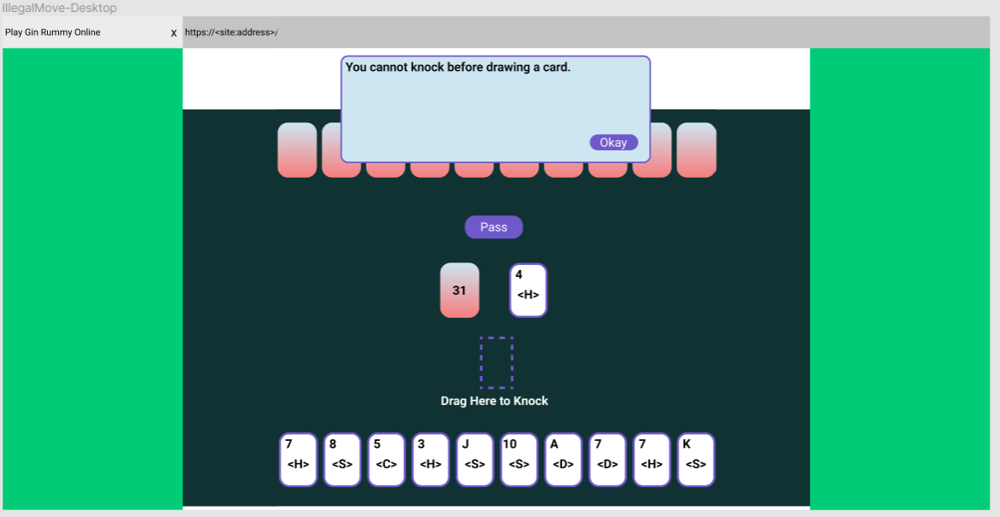 IllegalMove-Desktop
Play Gin Rummy Online x https://<site:address>/
You cannot knock before drawing a card.
Okay
Pass
31
4
<H>
Drag Here to Knock
7 8 5 3 J 10 A 7 7 K
<H> <S> <C> <H> <S> <S> <D> <D> <H> <S>